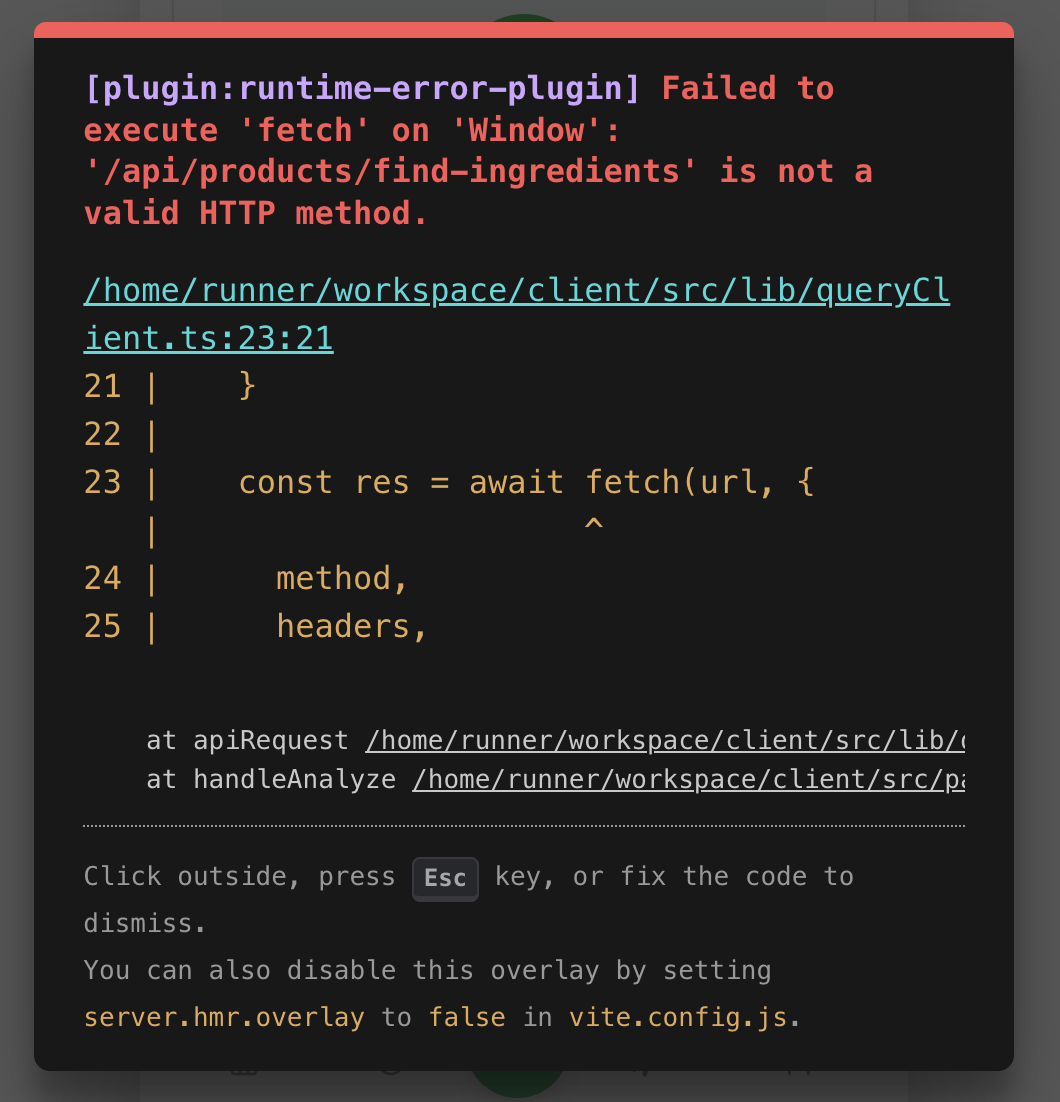 [plugin:runtime-error-plugin] Failed to
execute 'fetch' on 'Window':
'/api/products/find-ingredients' is not a
valid HTTP method.
/home/runner/workspace/client/src/lib/queryCl
ient.ts:23:21
21 |    }
22 |
23 |    const res = await fetch(url, {
   |                      ^
24 |      method,
25 |      headers,
at apiRequest /home/runner/workspace/client/src/lib/
at handleAnalyze /home/runner/workspace/client/src/pa
Click outside, press Esc key, or fix the code to
dismiss.
You can also disable this overlay by setting
server.hmr.overlay to false in vite.config.js.